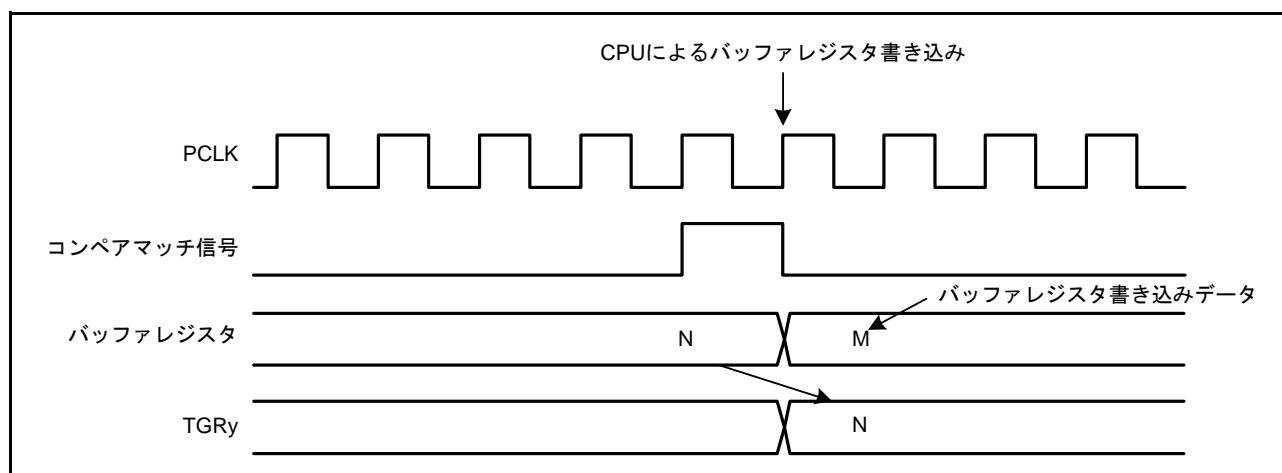 CPUによるバッファレジスタ書き込み
PCLK
コンペアマッチ信号
バッファレジスタ書き込みデータ
バッファレジスタ
N
M
TGRy
N